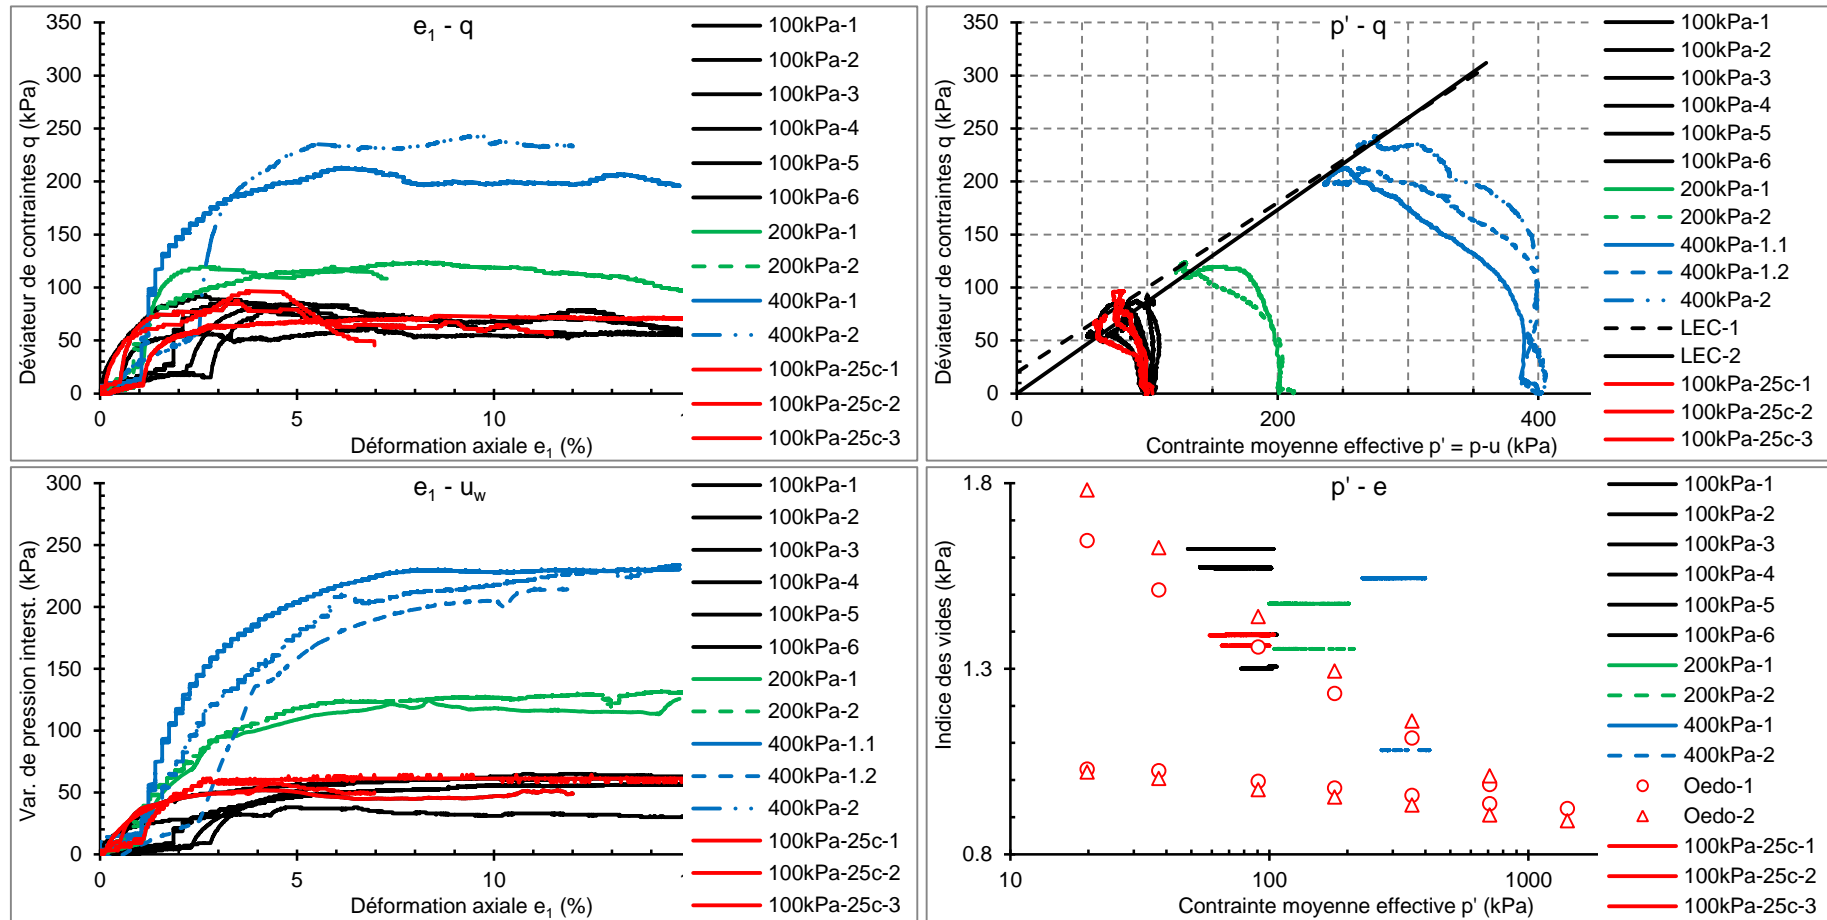 e1 - q
Déviateur de contraintes q (kPa)
350
300
250
200
150
100
50
0
0
5
10
Déformation axiale e1 (%)
100kPa-1
100kPa-2
100kPa-3
100kPa-4
100kPa-5
100kPa-6
200kPa-1
200kPa-2
400kPa-1
400kPa-2
100kPa-25c-1
100kPa-25c-2
100kPa-25c-3
p' - q
Déviateur de contraintes q (kPa)
350
300
250
200
150
100
50
0
0
200
400
Contrainte moyenne effective p' = p-u (kPa)
100kPa-1
100kPa-2
100kPa-3
100kPa-4
100kPa-5
100kPa-6
200kPa-1
200kPa-2
400kPa-1.1
400kPa-1.2
400kPa-2
LEC-1
LEC-2
100kPa-25c-1
100kPa-25c-2
100kPa-25c-3
e1 - uw
Var. de pression interst. (kPa)
300
250
200
150
100
50
0
0
5
10
Déformation axiale e1 (%)
100kPa-1
100kPa-2
100kPa-3
100kPa-4
100kPa-5
100kPa-6
200kPa-1
200kPa-2
400kPa-1.1
400kPa-1.2
400kPa-2
100kPa-25c-1
100kPa-25c-2
100kPa-25c-3
p' - e
Indice des vides (kPa)
1.8
1.3
0.8
10
100
1000
Contrainte moyenne effective p' (kPa)
100kPa-1
100kPa-2
100kPa-3
100kPa-4
100kPa-5
100kPa-6
200kPa-1
200kPa-2
400kPa-1
400kPa-2
Oedo-1
Oedo-2
100kPa-25c-1
100kPa-25c-2
100kPa-25c-3